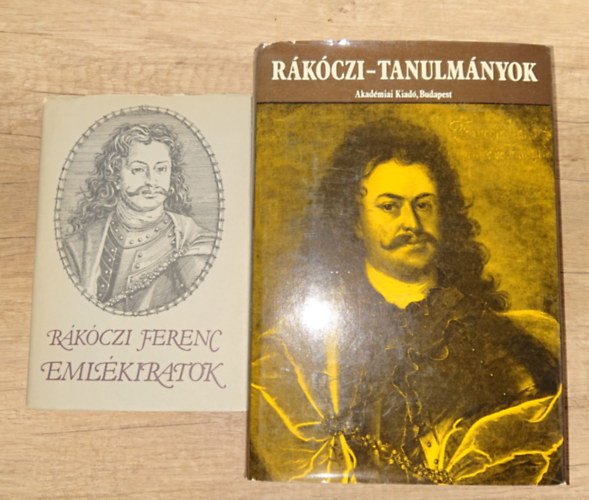 RÁKÓCZI FERENC
EMLÉKIRATOK
RÁKÓCZI-TANULMÁNYOK
Akadémiai Kiadó, Budapest